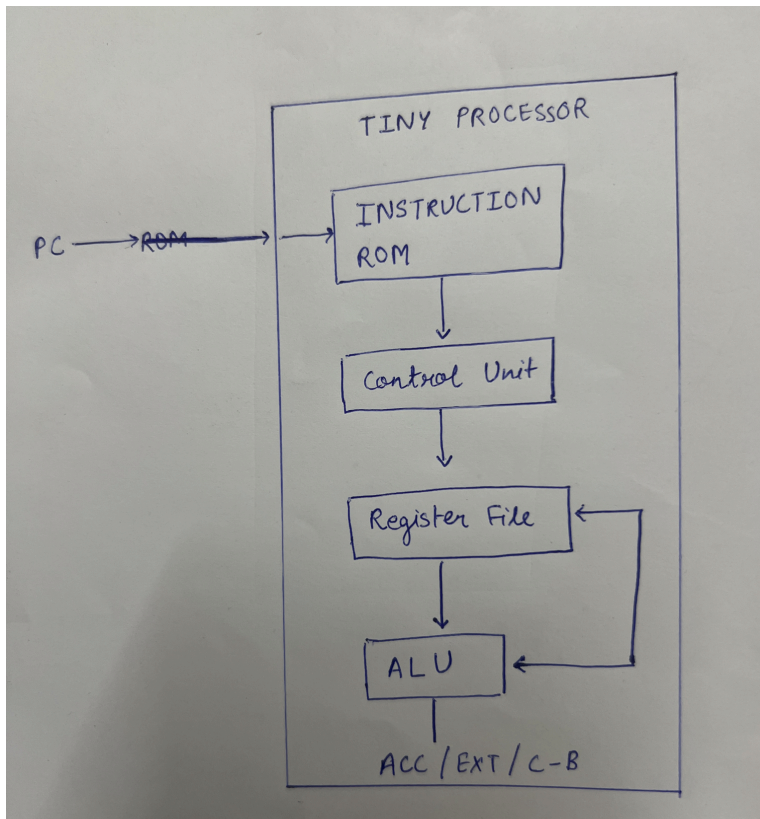 TINY PROCESSOR
INSTRUCTION
ROM
PC
ROM
Control Unit
Register File
ALU
ACC / EXT / C-B